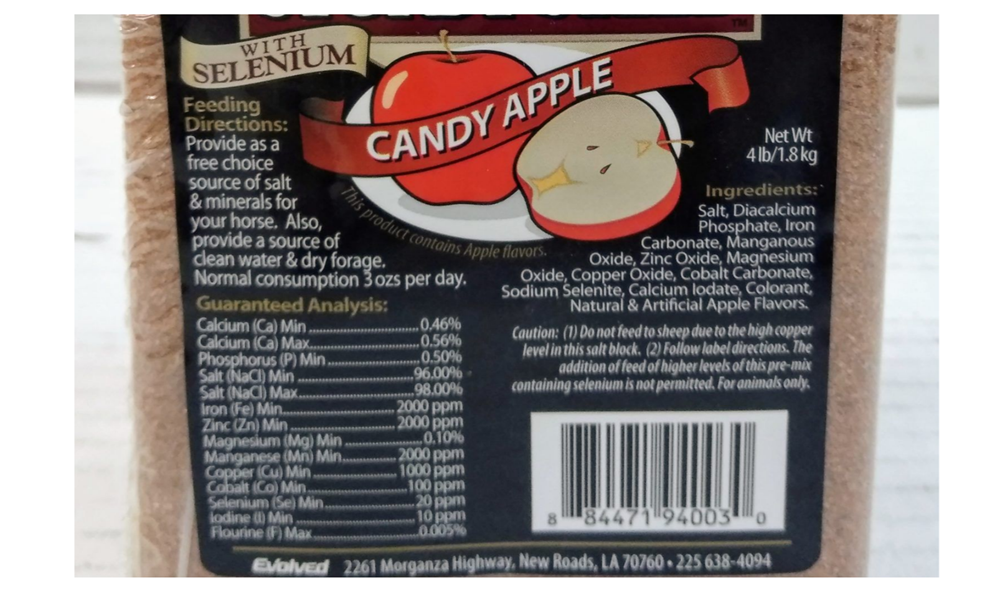 TM
WITH
SELENIUM
CANDY APPLE
This product contains Apple flavors.
Feeding
Directions:
Provide as a
free choice
source of salt
& minerals for
your horse. Also,
provide a source of
clean water & dry forage.
Normal consumption 3 ozs per day.
Guaranteed Analysis:
Calcium (Ca) Min 0.46%
Calcium (Ca) Max 0.56%
Phosphorus (P) Min 0.50%
Salt (NaCl) Min 96.00%
Salt (NaCl) Max 98.00%
Iron (Fe) Min 2000 ppm
Zinc (Zn) Min 2000 ppm
Magnesium (Mg) Min 0.10%
Manganese (Mn) Min 2000 ppm
Copper (Cu) Min 1000 ppm
Cobalt (Co) Min 100 ppm
Selenium (Se) Min 20 ppm
Iodine (I) Min 10 ppm
Flourine (F) Max 0.005%
Net Wt
4 lb/1.8 kg
Ingredients:
Salt, Diacalcium
Phosphate, Iron
Carbonate, Manganous
Oxide, Zinc Oxide, Magnesium
Oxide, Copper Oxide, Cobalt Carbonate,
Sodium Selenite, Calcium Iodate, Colorant,
Natural & Artificial Apple Flavors.
Caution: (1) Do not feed to sheep due to the high copper
level in this salt block. (2) Follow label directions. The
addition of feed of higher levels of this pre-mix
containing selenium is not permitted. For animals only.
8 84471 94003 0
Evolved 2261 Morganza Highway, New Roads, LA 70760 • 225 638-4094